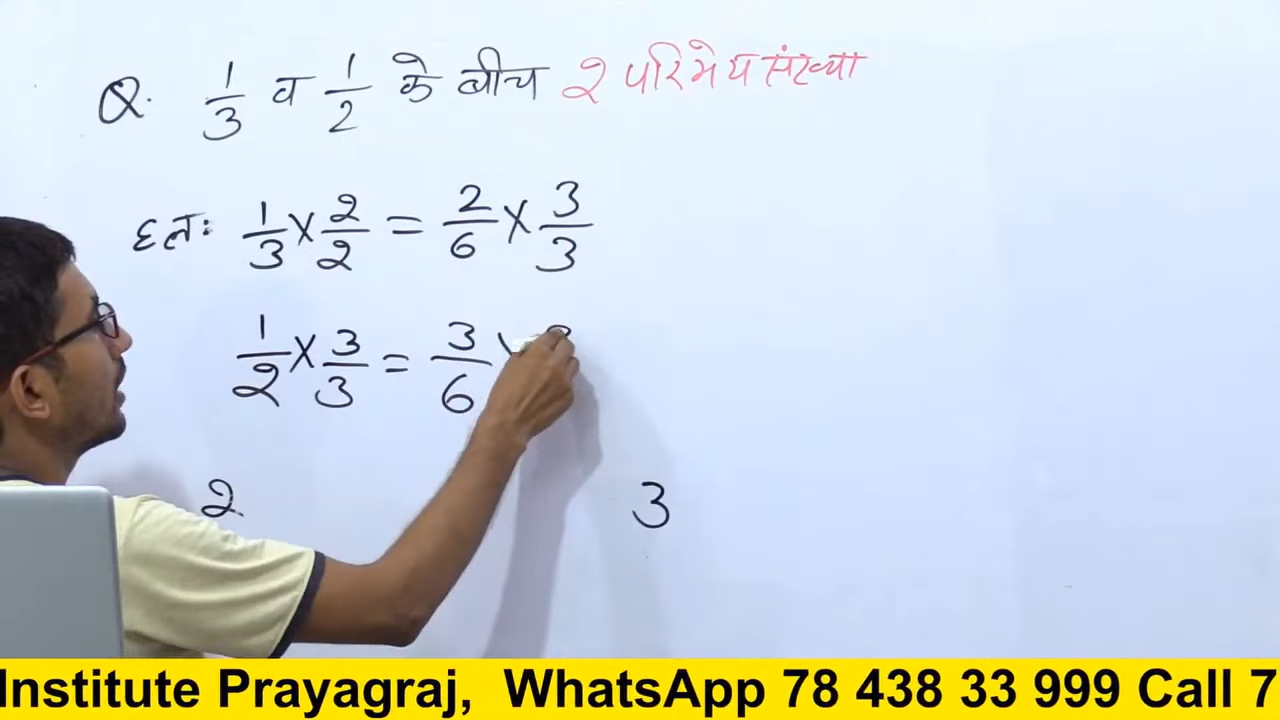 Q. 1/3 व 1/2 के बीच 2 परिमेय संख्या
हल: 1/3 × 2/2 = 2/6 × 3/3
1/2 × 3/3 = 3/6 ×
2 3
Institute Prayagraj, WhatsApp 78 438 33 999 Call 7